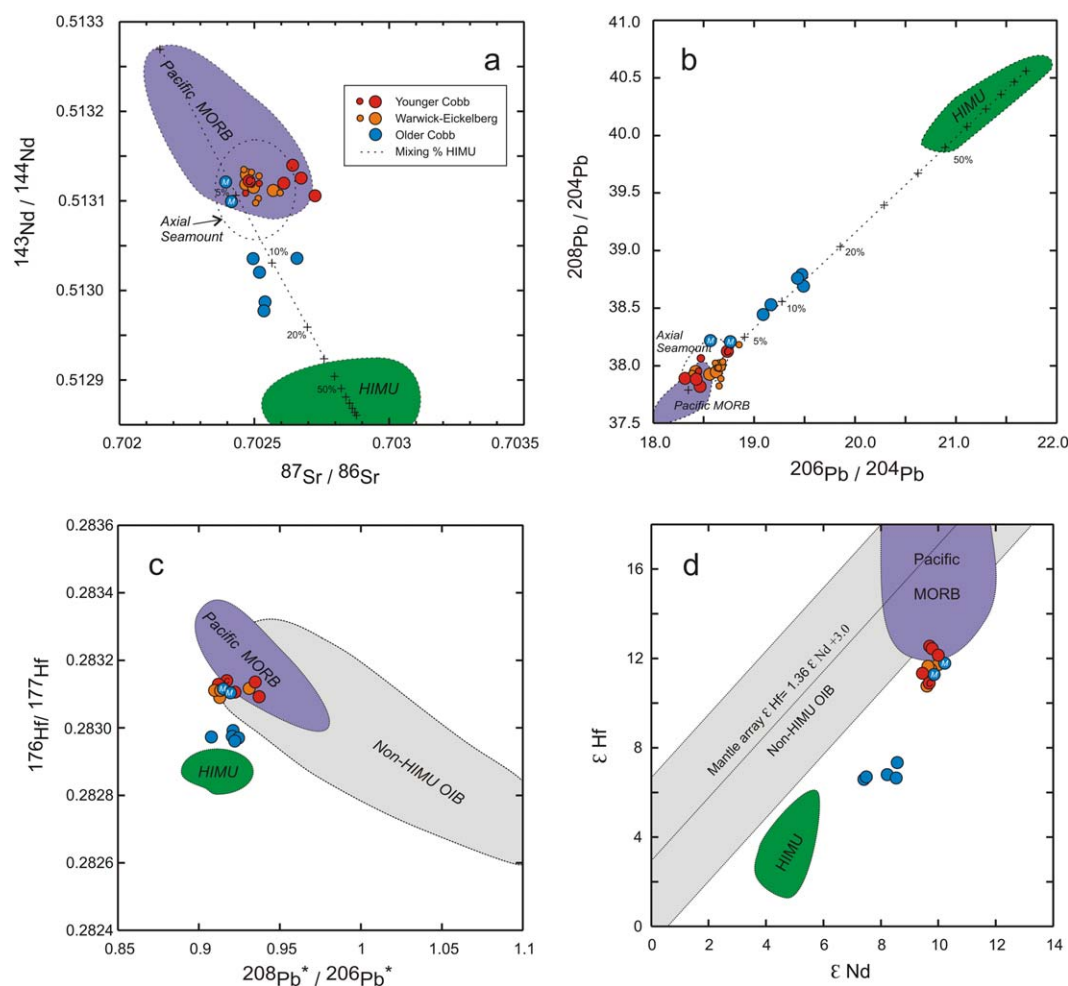 a
0.5133
0.5132
0.5131
0.5130
0.5129
143Nd / 144Nd
Pacific MORB
Younger Cobb
Warwick-Eickelberg
Older Cobb
Mixing % HIMU
M
M
5%
Axial
Seamount
10%
20%
50%
HIMU
0.702
0.7025
0.703
0.7035
87Sr / 86Sr
b
41.0
40.5
40.0
39.5
39.0
38.5
38.0
37.5
208Pb / 204Pb
HIMU
50%
20%
10%
5%
M
M
Axial
Seamount
Pacific MORB
18.0
19.0
20.0
21.0
22.0
206Pb / 204Pb
c
0.2836
0.2834
0.2832
0.2830
0.2828
0.2826
0.2824
176Hf/ 177Hf
Pacific MORB
M
M
HIMU
Non-HIMU OIB
0.85
0.9
0.95
1
1.05
1.1
208Pb* / 206Pb*
d
16
12
8
4
0
ε Hf
Pacific
MORB
Mantle array ε Hf= 1.36 ε Nd +3.0
Non-HIMU OIB
M
M
HIMU
0
2
4
6
8
10
12
14
ε Nd